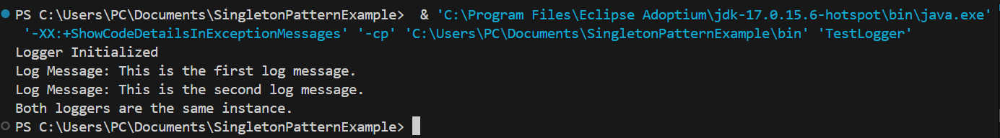 PS C:\Users\PC\Documents\SingletonPatternExample>  & 'C:\Program Files\Eclipse Adoptium\jdk-17.0.15.6-hotspot\bin\java.exe'
'-XX:+ShowCodeDetailsInExceptionMessages' '-cp' 'C:\Users\PC\Documents\SingletonPatternExample\bin' 'TestLogger'
Logger Initialized
Log Message: This is the first log message.
Log Message: This is the second log message.
Both loggers are the same instance.
PS C:\Users\PC\Documents\SingletonPatternExample>